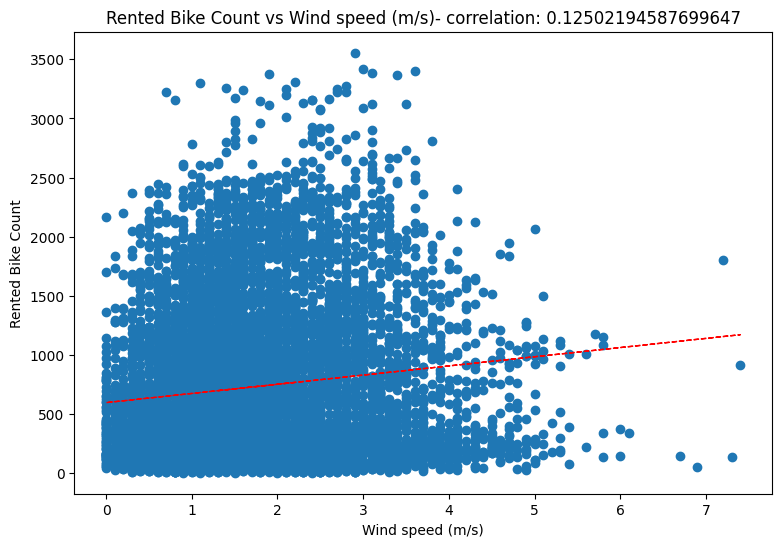 Rented Bike Count vs Wind speed (m/s)- correlation: 0.12502194587699647
3500
3000
2500
2000
1500
1000
500
0
Rented Bike Count
0 1 2 3 4 5 6 7
Wind speed (m/s)